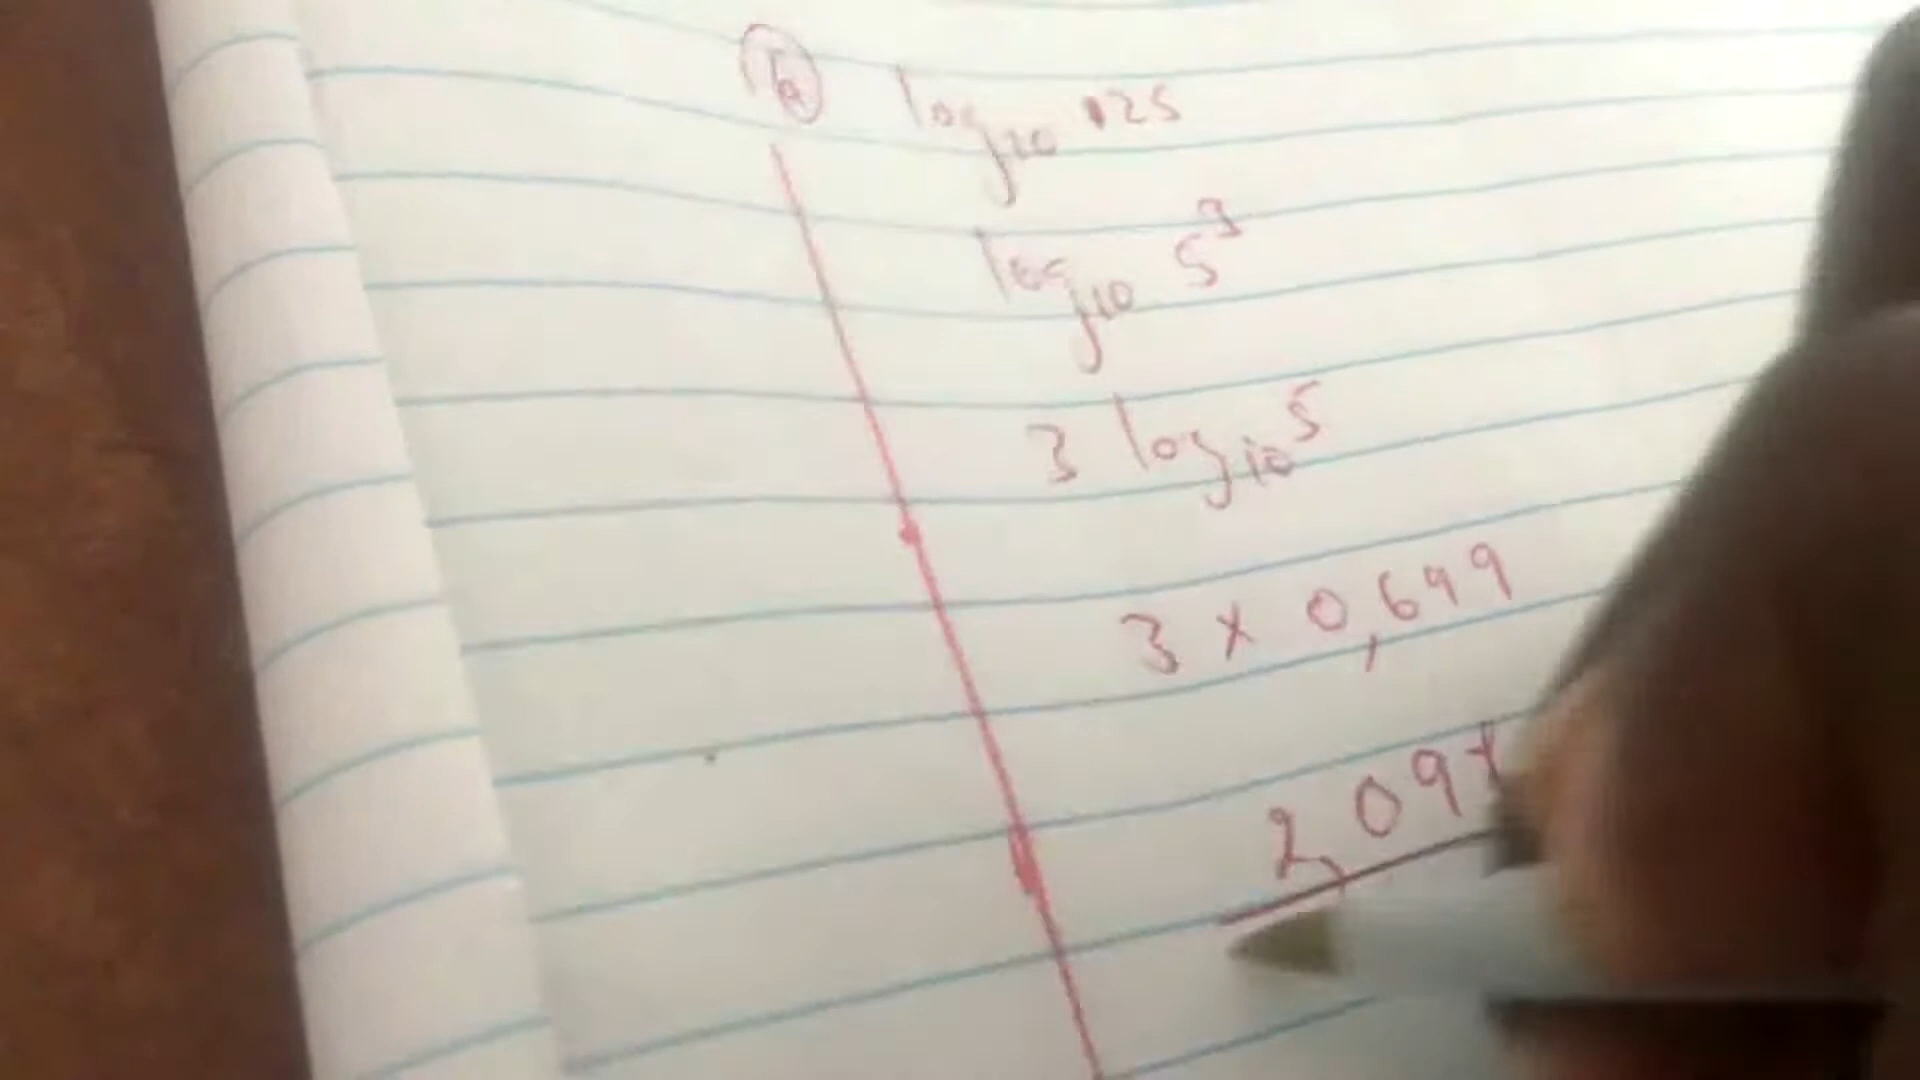 log₁₀ 125
log₁₀ 5³
3 log₁₀ 5
3 x 0,699
2,097